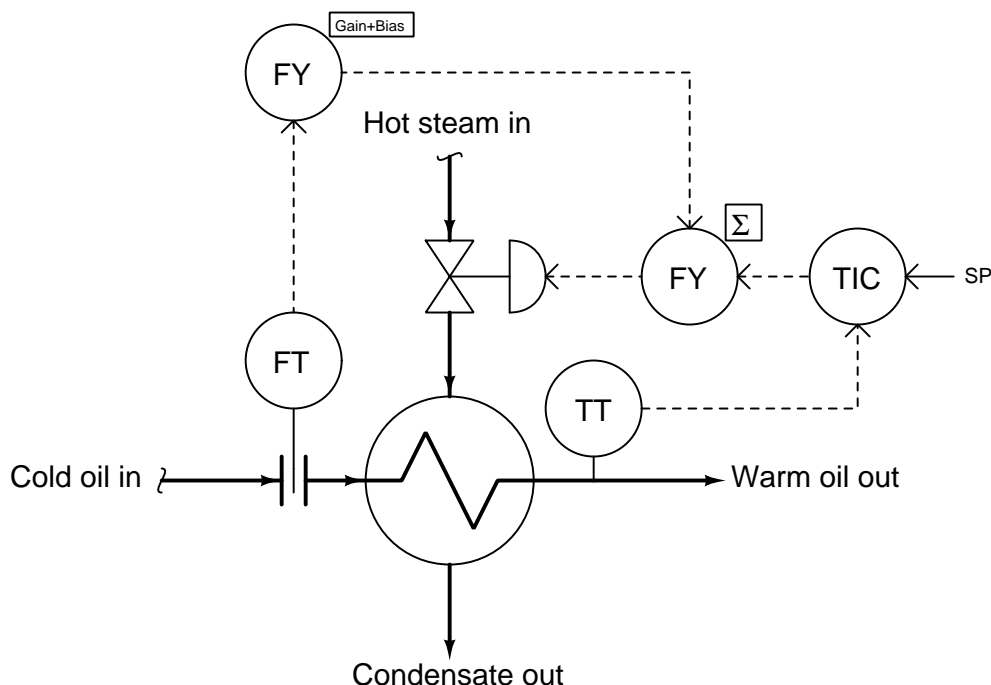 Gain+Bias
FY
Hot steam in
Σ
FY
TIC
SP
FT
TT
Cold oil in
Warm oil out
Condensate out